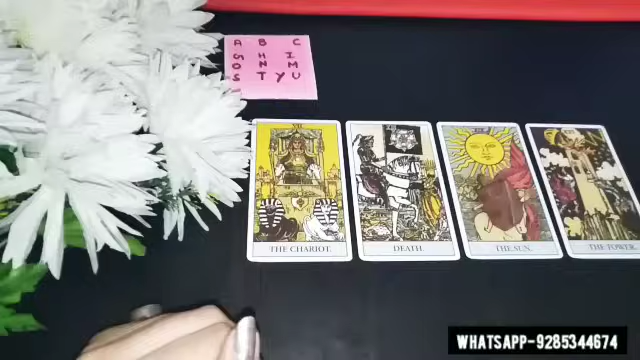 A B C
G H I
O N M
S T Y U
THE CHARIOT.
DEATH.
THE SUN.
THE TOWER.
WHATSAPP-9285344674